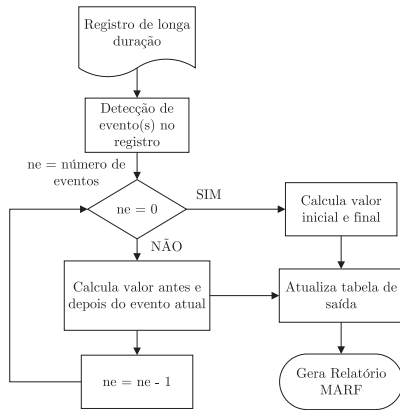 Registro de longa
duração
Detecção de
evento(s) no
registro
ne = número de
eventos
ne = 0
SIM
NÃO
Calcula valor
inicial e final
Calcula valor antes e
depois do evento atual
Atualiza tabela de
saída
ne = ne - 1
Gera Relatório
MARF